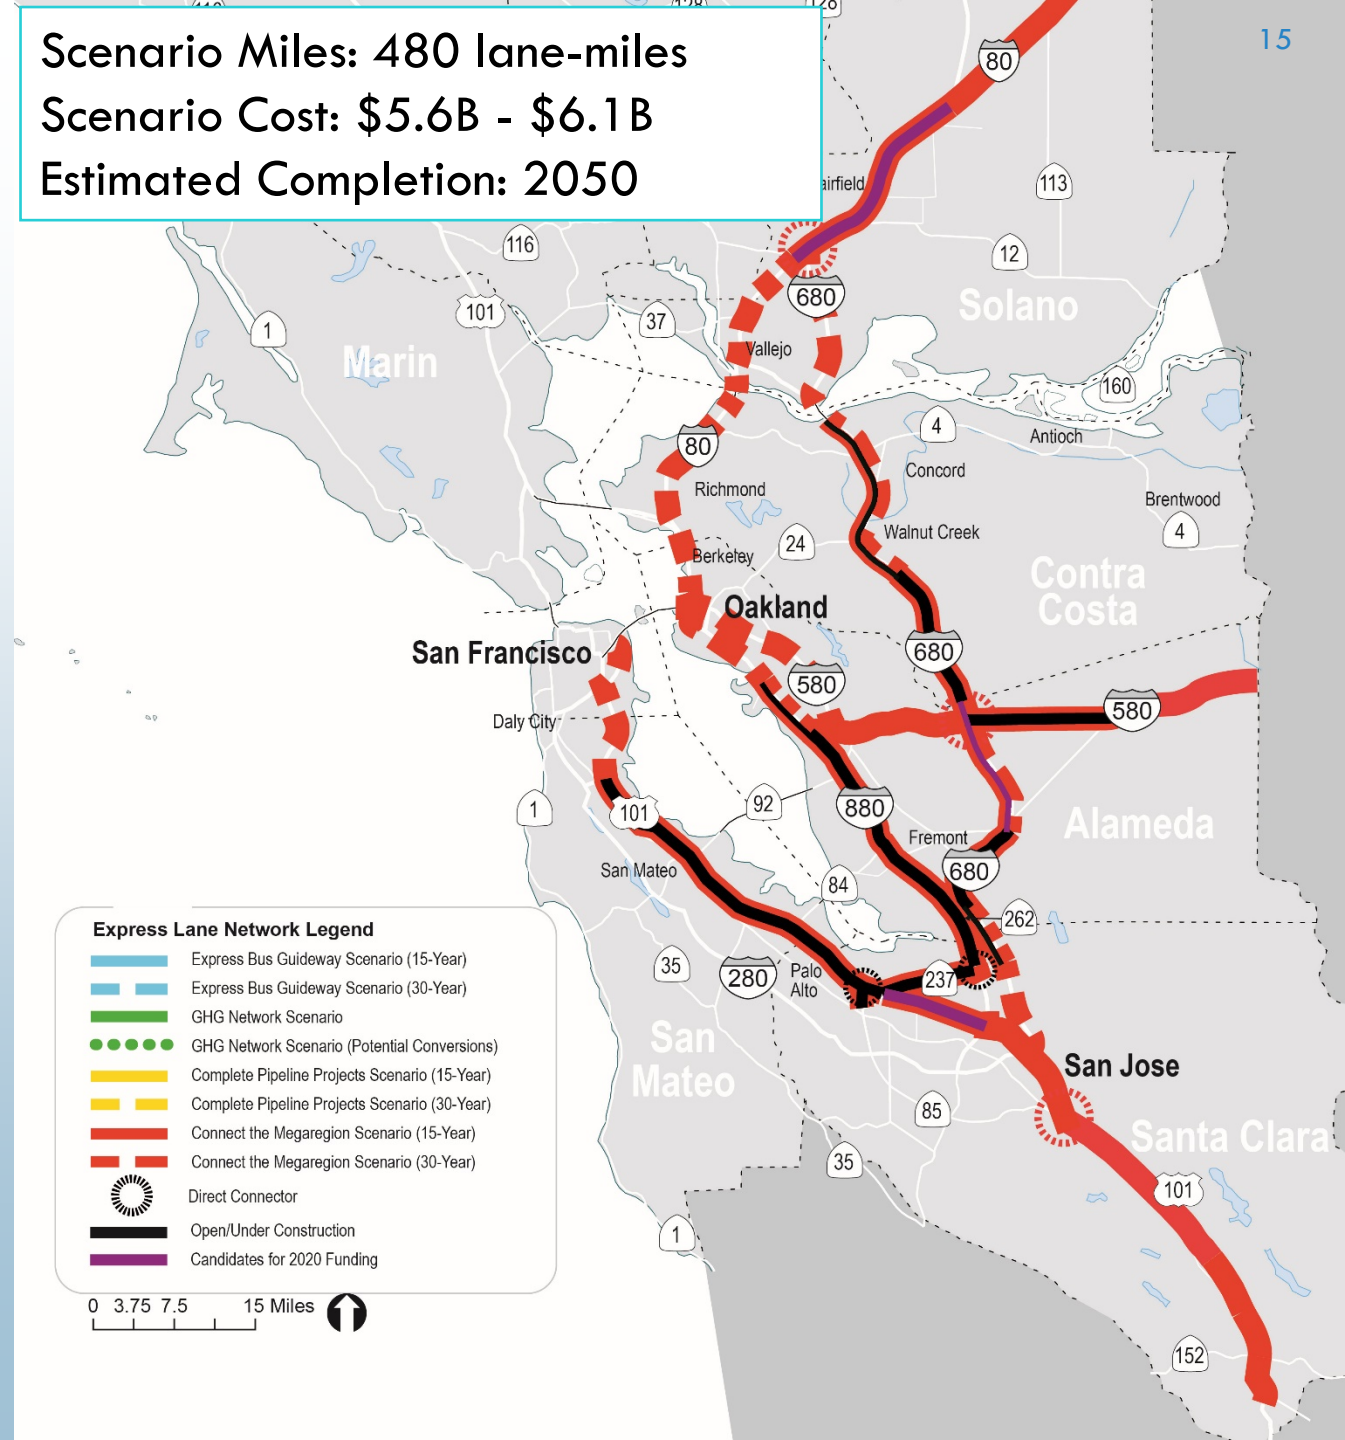 Scenario Miles: 480 lane-miles
Scenario Cost: $5.6B - $6.1B
Estimated Completion: 2050
15
80
113
116
12
680
Solano
101
1
37
Marin
Vallejo
160
4
Antioch
80
Concord
Richmond
Brentwood
4
Walnut Creek
24
Berkeley
Contra
Costa
Oakland
San Francisco
680
580
580
Daly City
1
101
92
880
Alameda
Fremont
San Mateo
680
84
262
35
280
Palo
Alto
237
San
Mateo
San Jose
85
Santa Clara
35
101
1
152
Express Lane Network Legend
Express Bus Guideway Scenario (15-Year)
Express Bus Guideway Scenario (30-Year)
GHG Network Scenario
GHG Network Scenario (Potential Conversions)
Complete Pipeline Projects Scenario (15-Year)
Complete Pipeline Projects Scenario (30-Year)
Connect the Megaregion Scenario (15-Year)
Connect the Megaregion Scenario (30-Year)
Direct Connector
Open/Under Construction
Candidates for 2020 Funding
0 3.75 7.5 15 Miles